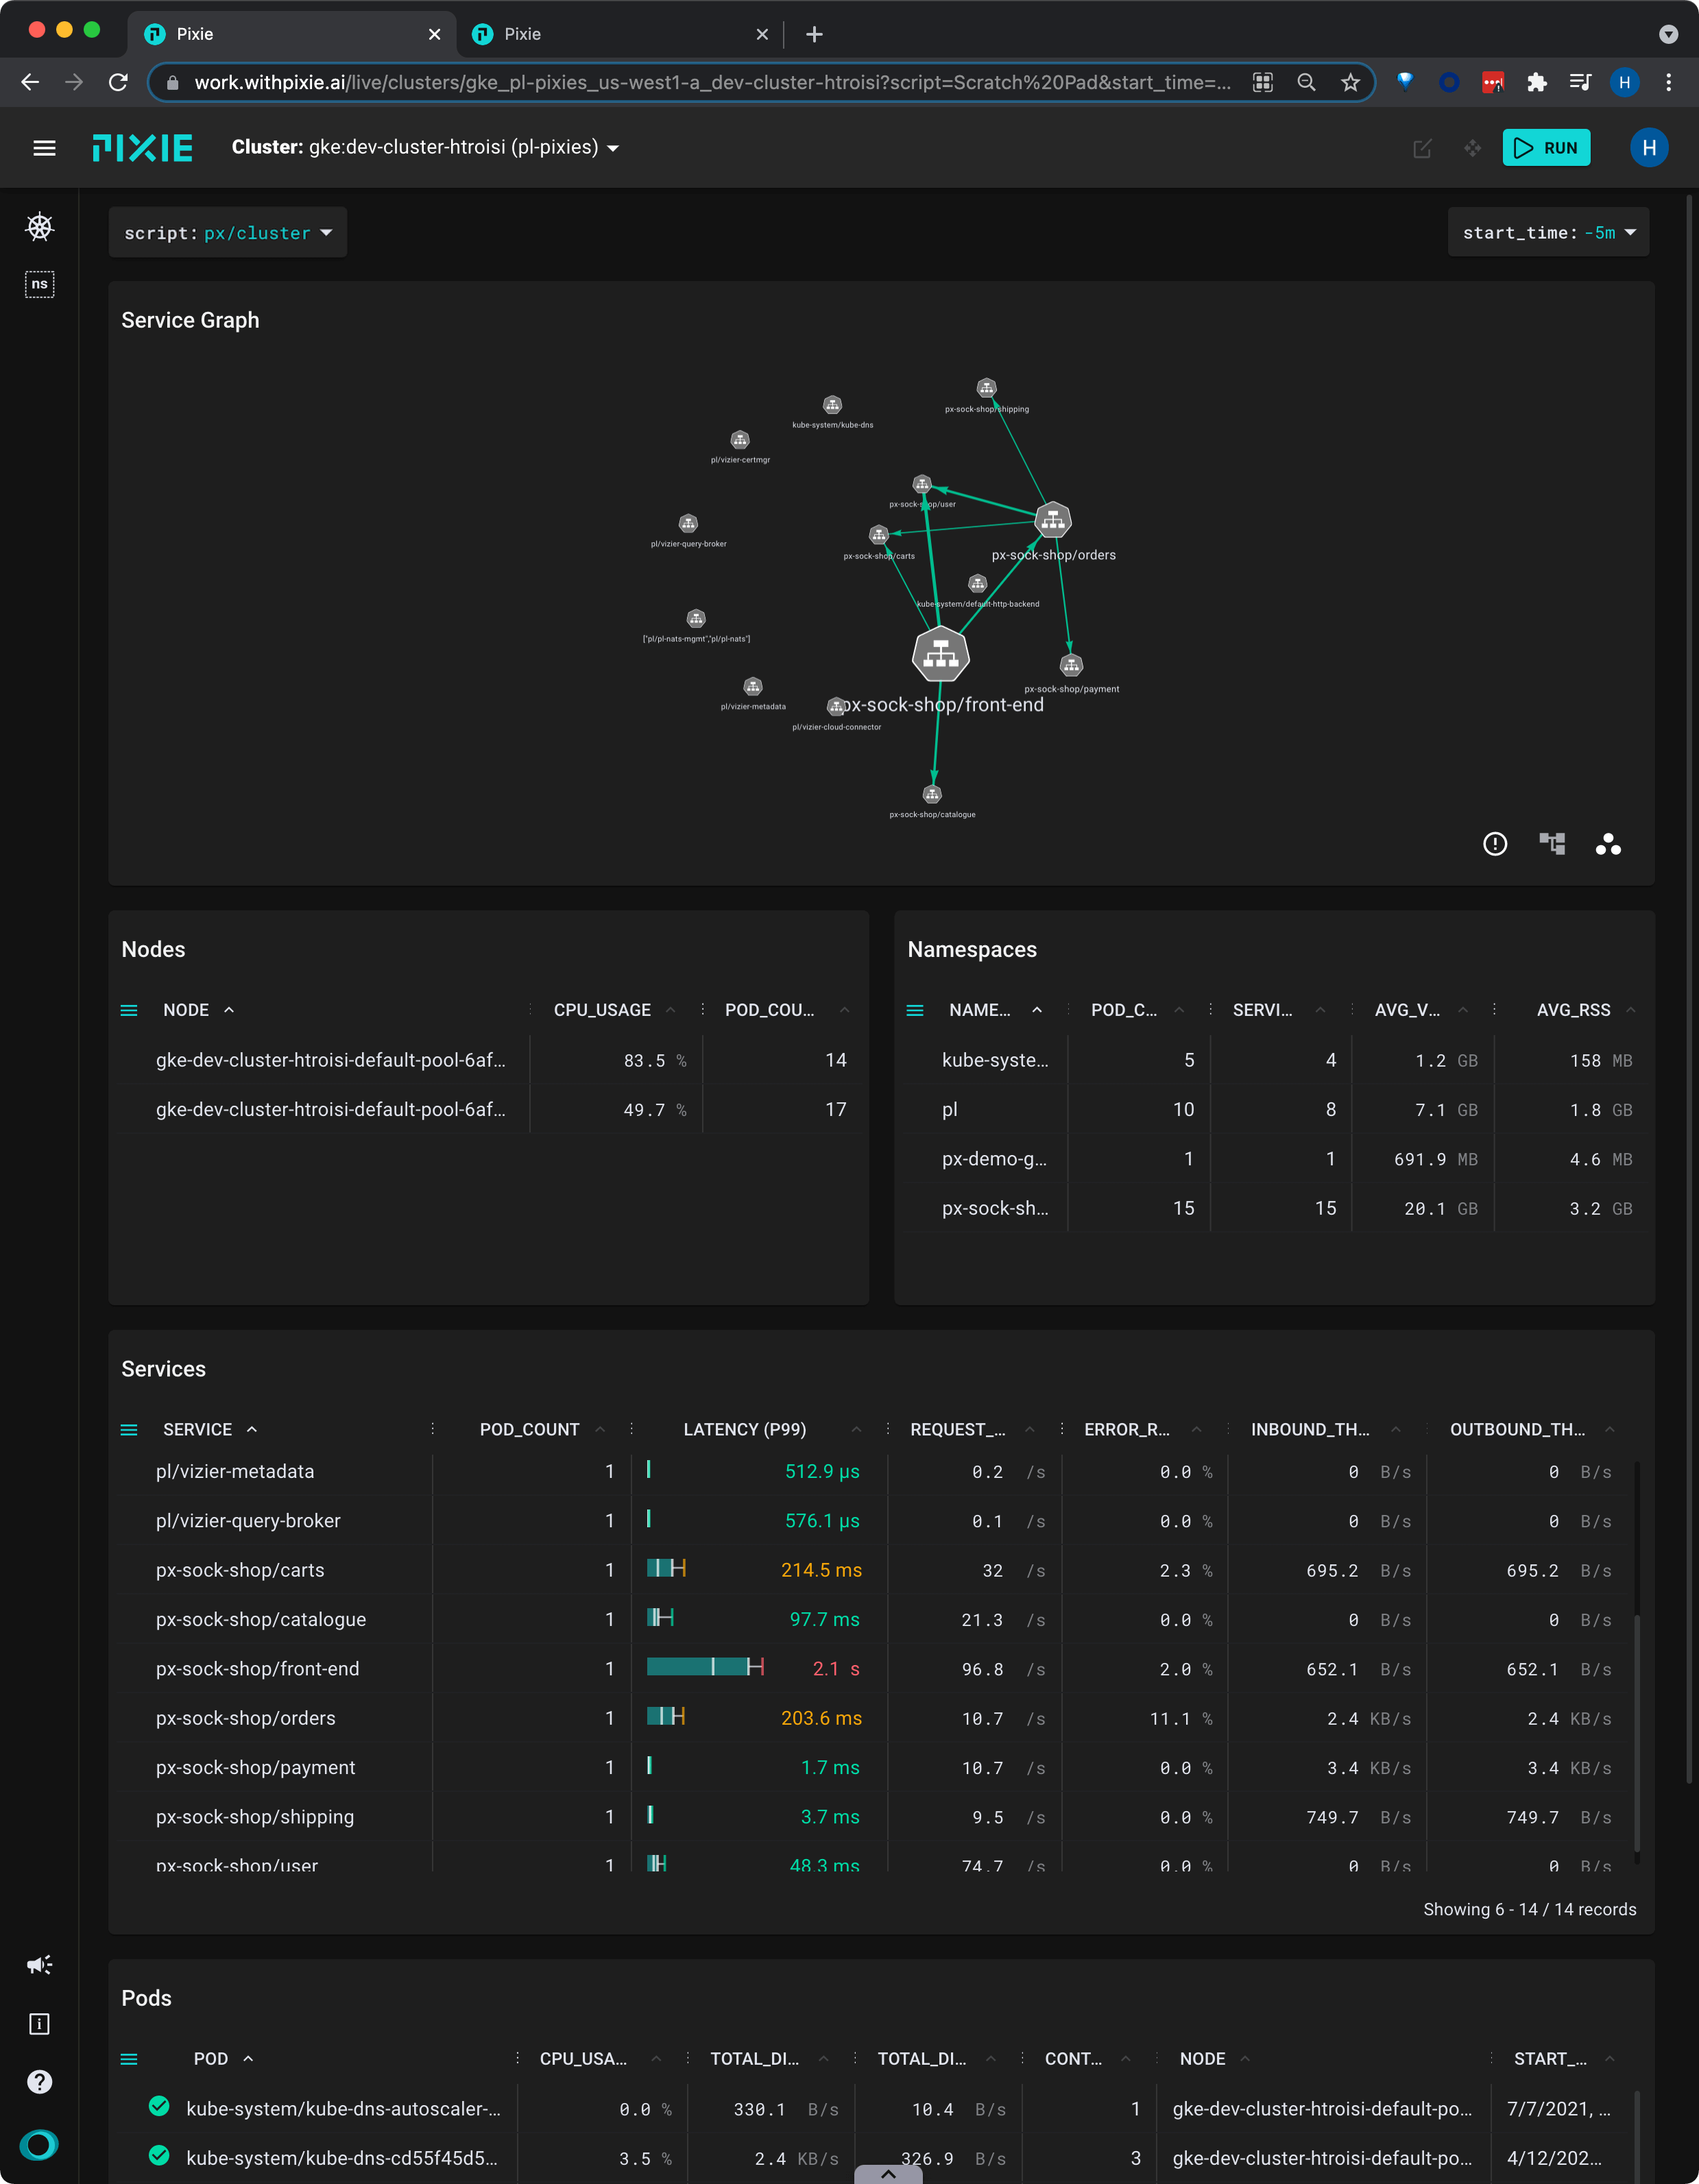 Pixie
Pixie
work.withpixie.ai/live/clusters/gke_pl-pixies_us-west1-a_dev-cluster-htroisi?script=Scratch%20Pad&start_time=...
H
PIXIE
Cluster: gke:dev-cluster-htroisi (pl-pixies)
RUN
H
script: px/cluster
start_time: -5m
ns
Service Graph
px-sock-shop/shipping
kube-system/kube-dns
pl/vizier-certmgr
px-sock-shop/user
pl/vizier-query-broker
px-sock-shop/carts
px-sock-shop/orders
kube-system/default-http-backend
["pl/pl-nats-mgmt","pl/pl-nats"]
px-sock-shop/payment
pl/vizier-metadata
px-sock-shop/front-end
pl/vizier-cloud-connector
px-sock-shop/catalogue
Nodes
NODE CPU_USAGE POD_COU...
gke-dev-cluster-htroisi-default-pool-6af... 83.5 % 14
gke-dev-cluster-htroisi-default-pool-6af... 49.7 % 17
Namespaces
NAME... POD_C... SERVI... AVG_V... AVG_RSS
kube-syste... 5 4 1.2 GB 158 MB
pl 10 8 7.1 GB 1.8 GB
px-demo-g... 1 1 691.9 MB 4.6 MB
px-sock-sh... 15 15 20.1 GB 3.2 GB
Services
SERVICE POD_COUNT LATENCY (P99) REQUEST_... ERROR_R... INBOUND_TH... OUTBOUND_TH...
pl/vizier-metadata 1 512.9 µs 0.2 /s 0.0 % 0 B/s 0 B/s
pl/vizier-query-broker 1 576.1 µs 0.1 /s 0.0 % 0 B/s 0 B/s
px-sock-shop/carts 1 214.5 ms 32 /s 2.3 % 695.2 B/s 695.2 B/s
px-sock-shop/catalogue 1 97.7 ms 21.3 /s 0.0 % 0 B/s 0 B/s
px-sock-shop/front-end 1 2.1 s 96.8 /s 2.0 % 652.1 B/s 652.1 B/s
px-sock-shop/orders 1 203.6 ms 10.7 /s 11.1 % 2.4 KB/s 2.4 KB/s
px-sock-shop/payment 1 1.7 ms 10.7 /s 0.0 % 3.4 KB/s 3.4 KB/s
px-sock-shop/shipping 1 3.7 ms 9.5 /s 0.0 % 749.7 B/s 749.7 B/s
px-sock-shop/user 1 48.3 ms 74.7 /s 0.0 % 0 B/s 0 B/s
Showing 6 - 14 / 14 records
Pods
POD CPU_USA... TOTAL_DI... TOTAL_DI... CONT... NODE START_...
kube-system/kube-dns-autoscaler-... 0.0 % 330.1 B/s 10.4 B/s 1 gke-dev-cluster-htroisi-default-po... 7/7/2021, ...
kube-system/kube-dns-cd55f45d5... 3.5 % 2.4 KB/s 326.9 B/s 3 gke-dev-cluster-htroisi-default-po... 4/12/202...